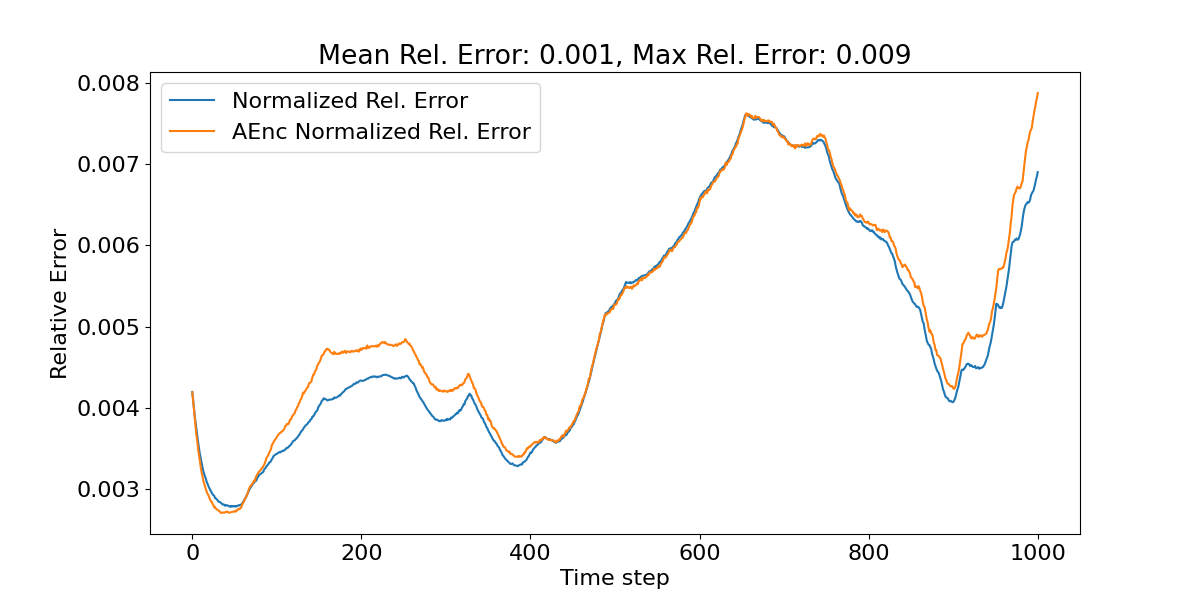 Mean Rel. Error: 0.001, Max Rel. Error: 0.009
0.008
Normalized Rel. Error
AEnc Normalized Rel. Error
0.007
0.006
Relative Error
0.005
0.004
0.003
0 200 400 600 800 1000
Time step